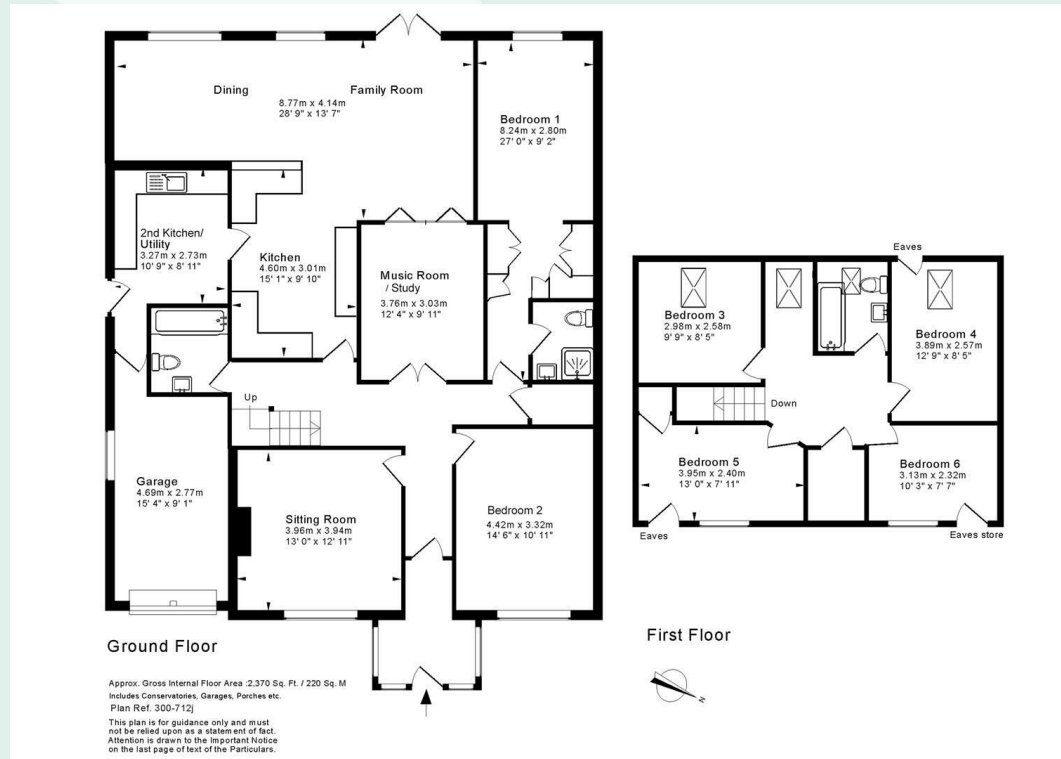 Dining
Family Room
8.77m x 4.14m
28' 9" x 13' 7"
Bedroom 1
8.24m x 2.80m
27' 0" x 9' 2"
2nd Kitchen/
Utility
3.27m x 2.73m
10' 9" x 8' 11"
Kitchen
4.60m x 3.01m
15' 1" x 9' 10"
Music Room
/ Study
3.76m x 3.03m
12' 4" x 9' 11"
Up
Garage
4.69m x 2.77m
15' 4" x 9' 1"
Sitting Room
3.96m x 3.94m
13' 0" x 12' 11"
Bedroom 2
4.42m x 3.32m
14' 6" x 10' 11"
Ground Floor
Eaves
Bedroom 3
2.98m x 2.58m
9' 9" x 8' 5"
Bedroom 4
3.89m x 2.57m
12' 9" x 8' 5"
Down
Bedroom 5
3.95m x 2.40m
13' 0" x 7' 11"
Bedroom 6
3.13m x 2.32m
10' 3" x 7' 7"
Eaves
Eaves store
First Floor
N
Approx. Gross Internal Floor Area :2,370 Sq. Ft. / 220 Sq. M
Includes Conservatories, Garages, Porches etc.
Plan Ref. 300-712j
This plan is for guidance only and must
not be relied upon as a statement of fact.
Attention is drawn to the Important Notice
on the last page of text of the Particulars.